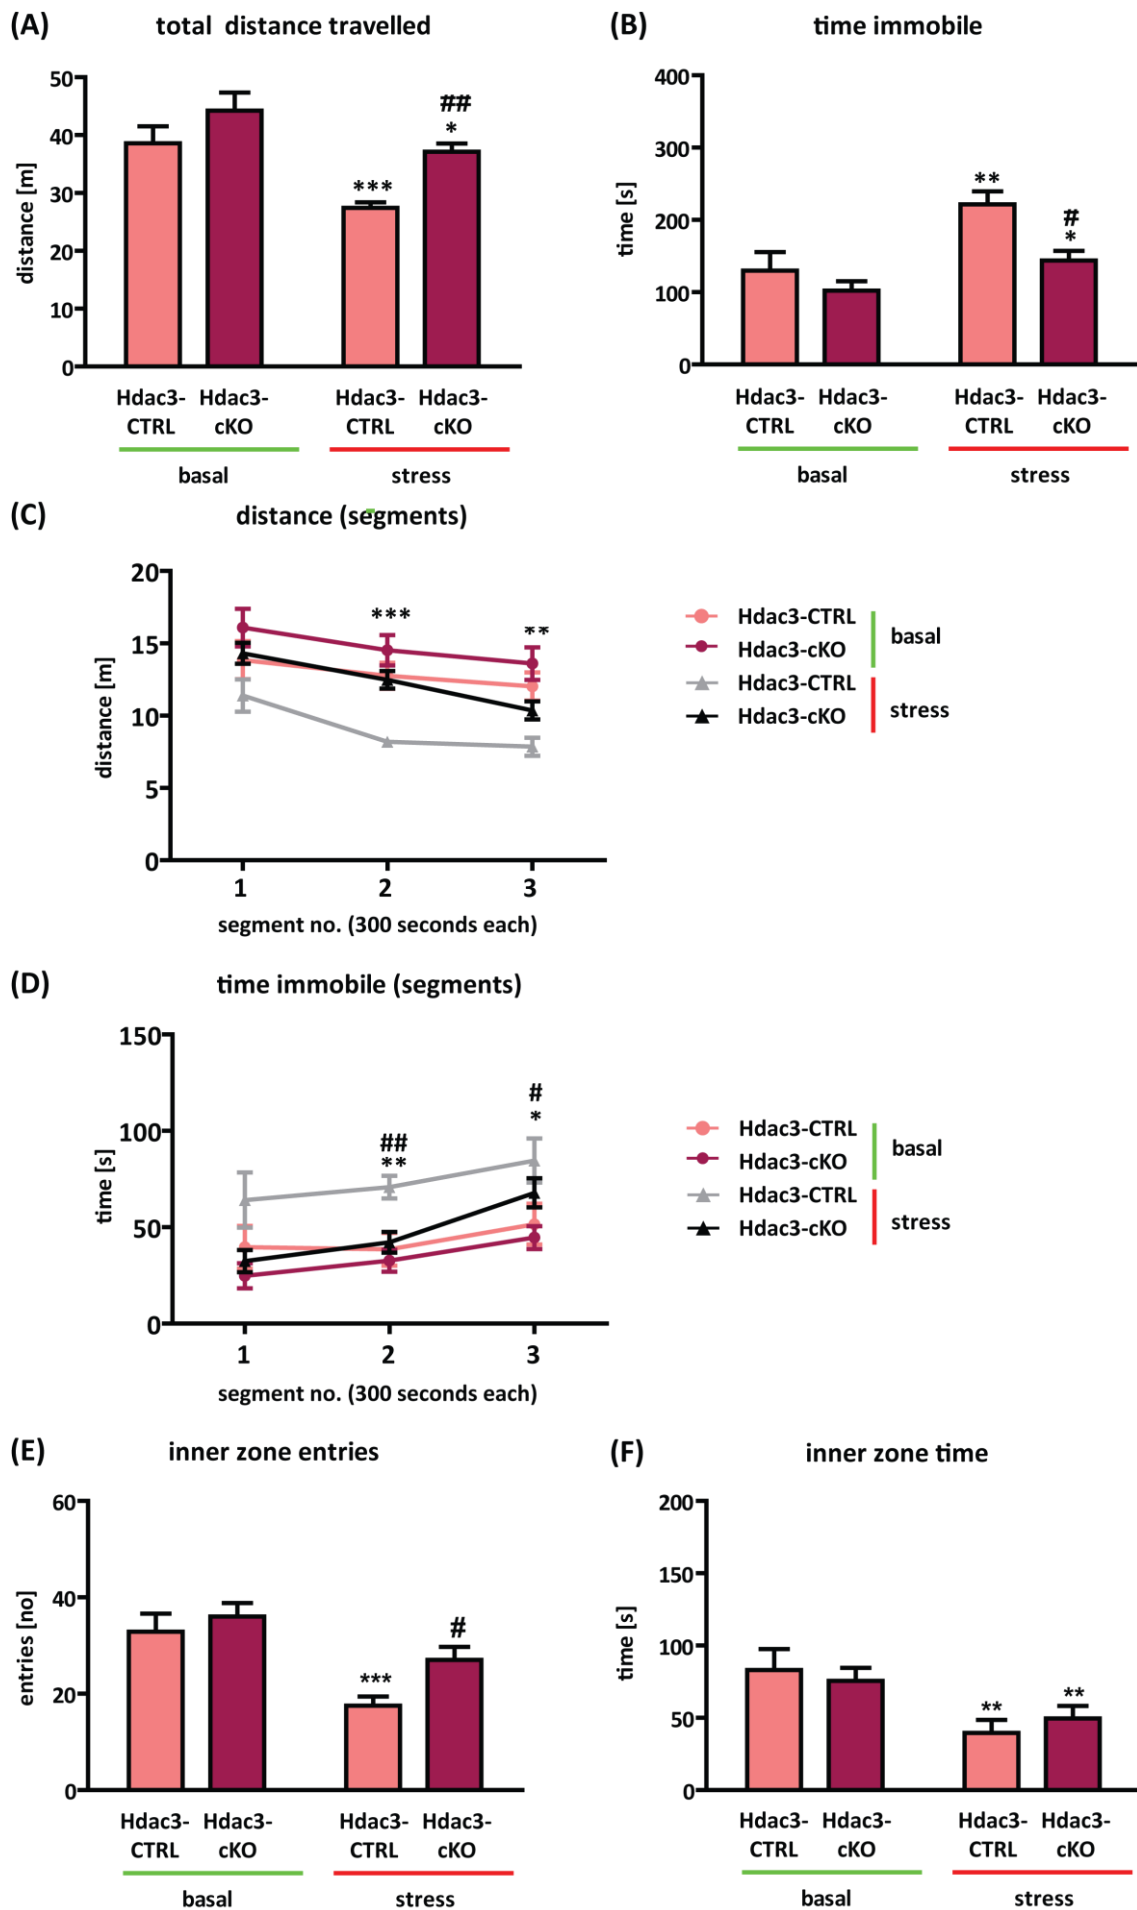 (A) total distance travelled
50
40
30
20
10
0
distance [m]
***
##
*
Hdac3-CTRL
Hdac3-cKO
Hdac3-CTRL
Hdac3-cKO
basal
stress
(B) time immobile
400
300
200
100
0
time [s]
**
#
*
Hdac3-CTRL
Hdac3-cKO
Hdac3-CTRL
Hdac3-cKO
basal
stress
(C) distance (segments)
20
15
10
5
0
distance [m]
***
**
1 2 3
segment no. (300 seconds each)
Hdac3-CTRL
Hdac3-cKO
basal
Hdac3-CTRL
Hdac3-cKO
stress
(D) time immobile (segments)
150
100
50
0
time [s]
##
**
#
*
1 2 3
segment no. (300 seconds each)
Hdac3-CTRL
Hdac3-cKO
basal
Hdac3-CTRL
Hdac3-cKO
stress
(E) inner zone entries
60
40
20
0
entries [no]
***
#
Hdac3-CTRL
Hdac3-cKO
Hdac3-CTRL
Hdac3-cKO
basal
stress
(F) inner zone time
200
150
100
50
0
time [s]
**
**
Hdac3-CTRL
Hdac3-cKO
Hdac3-CTRL
Hdac3-cKO
basal
stress